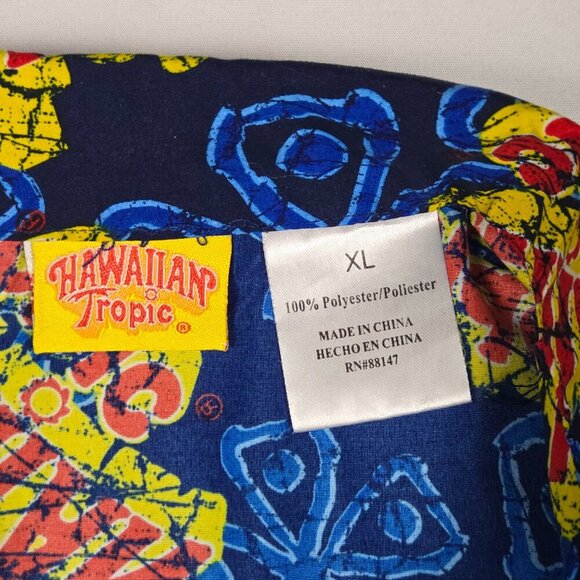 HAWAIIAN
Tropic®
XL
100% Polyester/Poliester
MADE IN CHINA
HECHO EN CHINA
RN#88147